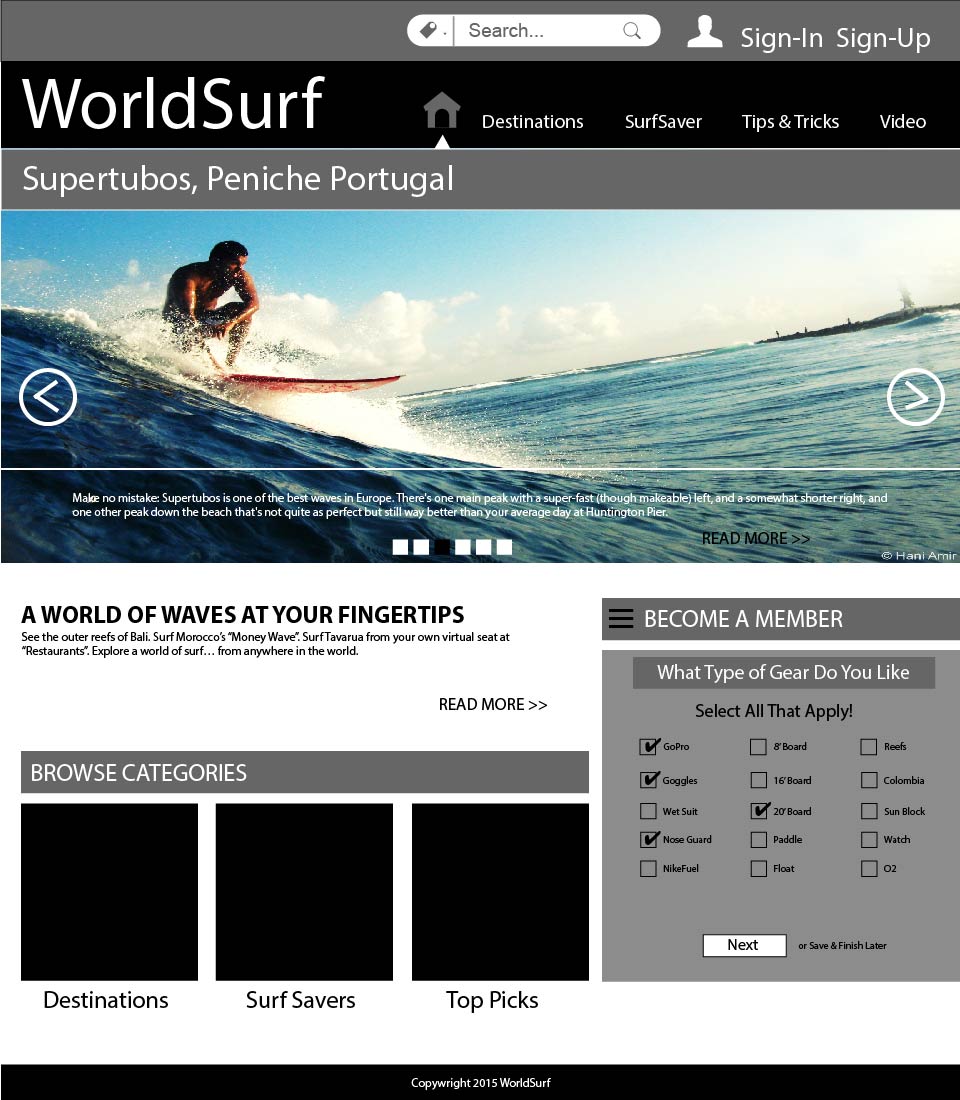 Search...
Sign-In Sign-Up
WorldSurf
Destinations SurfSaver Tips & Tricks Video
Supertubos, Peniche Portugal
Make no mistake: Supertubos is one of the best waves in Europe. There's one main peak with a super-fast (though makeable) left, and a somewhat shorter right, and
one other peak down the beach that's not quite as perfect but still way better than your average day at Huntington Pier.
READ MORE >>
© Hani Amir
A WORLD OF WAVES AT YOUR FINGERTIPS
See the outer reefs of Bali. Surf Morocco's “Money Wave”. Surf Tavarua from your own virtual seat at
“Restaurants”. Explore a world of surf… from anywhere in the world.
READ MORE >>
BROWSE CATEGORIES
Destinations Surf Savers Top Picks
BECOME A MEMBER
What Type of Gear Do You Like
Select All That Apply!
GoPro 8' Board Reefs
Goggles 16' Board Colombia
Wet Suit 20' Board Sun Block
Nose Guard Paddle Watch
NikeFuel Float O2
Next or Save & Finish Later
Copywright 2015 WorldSurf